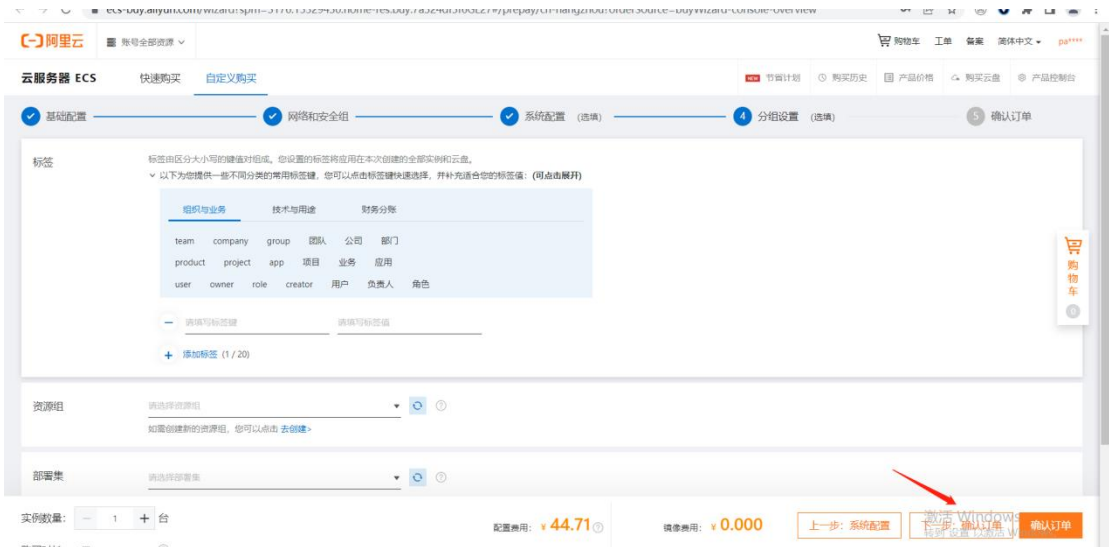 阿里云 账号全部资源 购物车 工单 备案 简体中文 pa****
云服务器 ECS 快速购买 自定义购买 NEW 节省计划 购买历史 产品价格 购买云盘 产品控制台
基础配置 网络和安全组 系统配置 (选填) 4 分组设置 (选填) 5 确认订单
标签 标签由区分大小写的键值对组成。您设置的标签将应用在本次创建的全部实例和云盘。
以下为您提供一些不同分类的常用标签键,您可以点击标签键快速选择,并补充适合您的标签值:(可点击展开)
组织与业务 技术与用途 财务分账
team company group 团队 公司 部门
product project app 项目 业务 应用
user owner role creator 用户 负责人 角色
购物车
0
请填写标签键 请填写标签值
添加标签 (1 / 20)
资源组 请选择资源组
如需创建新的资源组,您可以点击 去创建>
部署集 请选择部署集
实例数量: 1 台 配置费用: ¥ 44.71 镜像费用: ¥ 0.000 上一步:系统配置 下一步:确认订单 确认订单
激活 Windows